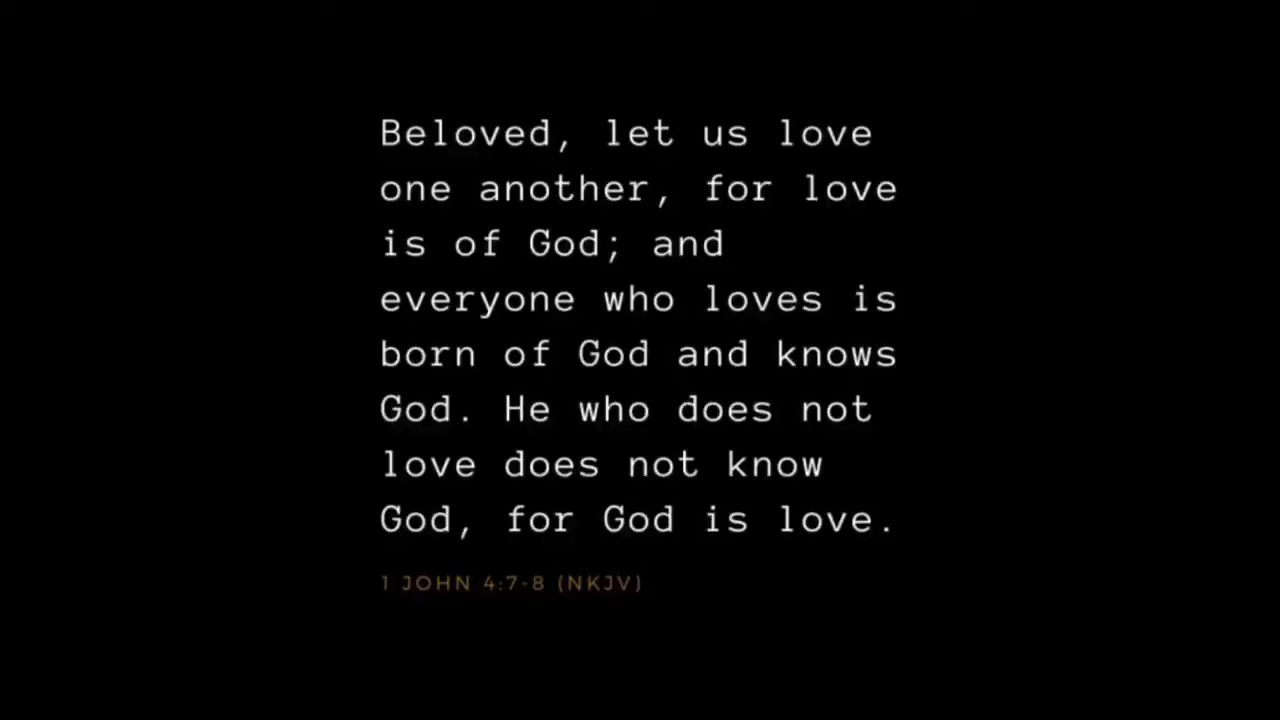 Beloved, let us love
one another, for love
is of God; and
everyone who loves is
born of God and knows
God. He who does not
love does not know
God, for God is love.
1 JOHN 4:7-8 (NKJV)